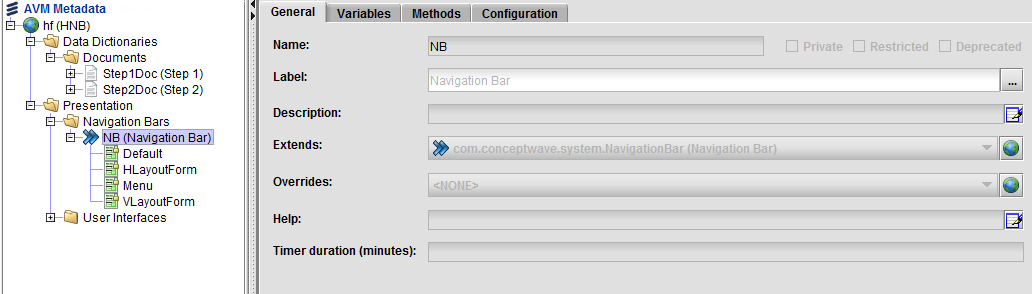 AVM Metadata
hf (HNB)
Data Dictionaries
Documents
Step1Doc (Step 1)
Step2Doc (Step 2)
Presentation
Navigation Bars
NB (Navigation Bar)
Default
HLayoutForm
Menu
VLayoutForm
User Interfaces
General Variables Methods Configuration
Name: NB Private Restricted Deprecated
Label: Navigation Bar ...
Description:
Extends: com.conceptwave.system.NavigationBar (Navigation Bar)
Overrides: <NONE>
Help:
Timer duration (minutes):